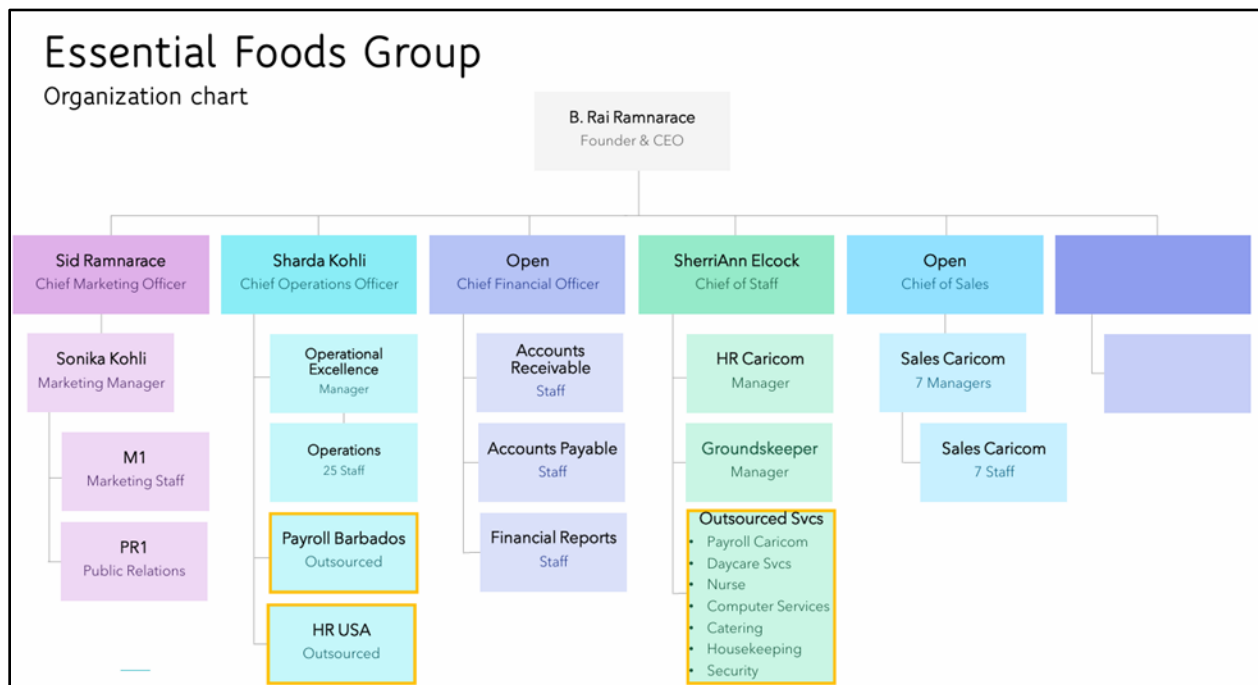 Essential Foods Group
Organization chart
B. Rai Ramnarace
Founder & CEO
Sid Ramnarace
Chief Marketing Officer
Sharda Kohli
Chief Operations Officer
Open
Chief Financial Officer
SherriAnn Elcock
Chief of Staff
Open
Chief of Sales
Sonika Kohli
Marketing Manager
M1
Marketing Staff
PR1
Public Relations
Operational
Excellence
Manager
Operations
25 Staff
Payroll Barbados
Outsourced
HR USA
Outsourced
Accounts
Receivable
Staff
Accounts Payable
Staff
Financial Reports
Staff
HR Caricom
Manager
Groundskeeper
Manager
Outsourced Svcs
• Payroll Caricom
• Daycare Svcs
• Nurse
• Computer Services
• Catering
• Housekeeping
• Security
Sales Caricom
7 Managers
Sales Caricom
7 Staff